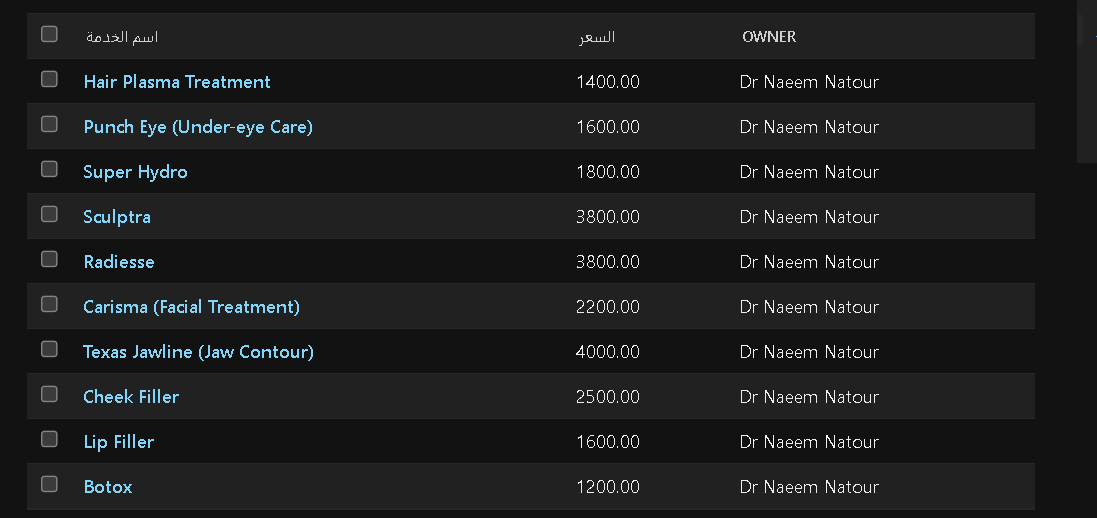 اسم الخدمة السعر OWNER
Hair Plasma Treatment 1400.00 Dr Naeem Natour
Punch Eye (Under-eye Care) 1600.00 Dr Naeem Natour
Super Hydro 1800.00 Dr Naeem Natour
Sculptra 3800.00 Dr Naeem Natour
Radiesse 3800.00 Dr Naeem Natour
Carisma (Facial Treatment) 2200.00 Dr Naeem Natour
Texas Jawline (Jaw Contour) 4000.00 Dr Naeem Natour
Cheek Filler 2500.00 Dr Naeem Natour
Lip Filler 1600.00 Dr Naeem Natour
Botox 1200.00 Dr Naeem Natour